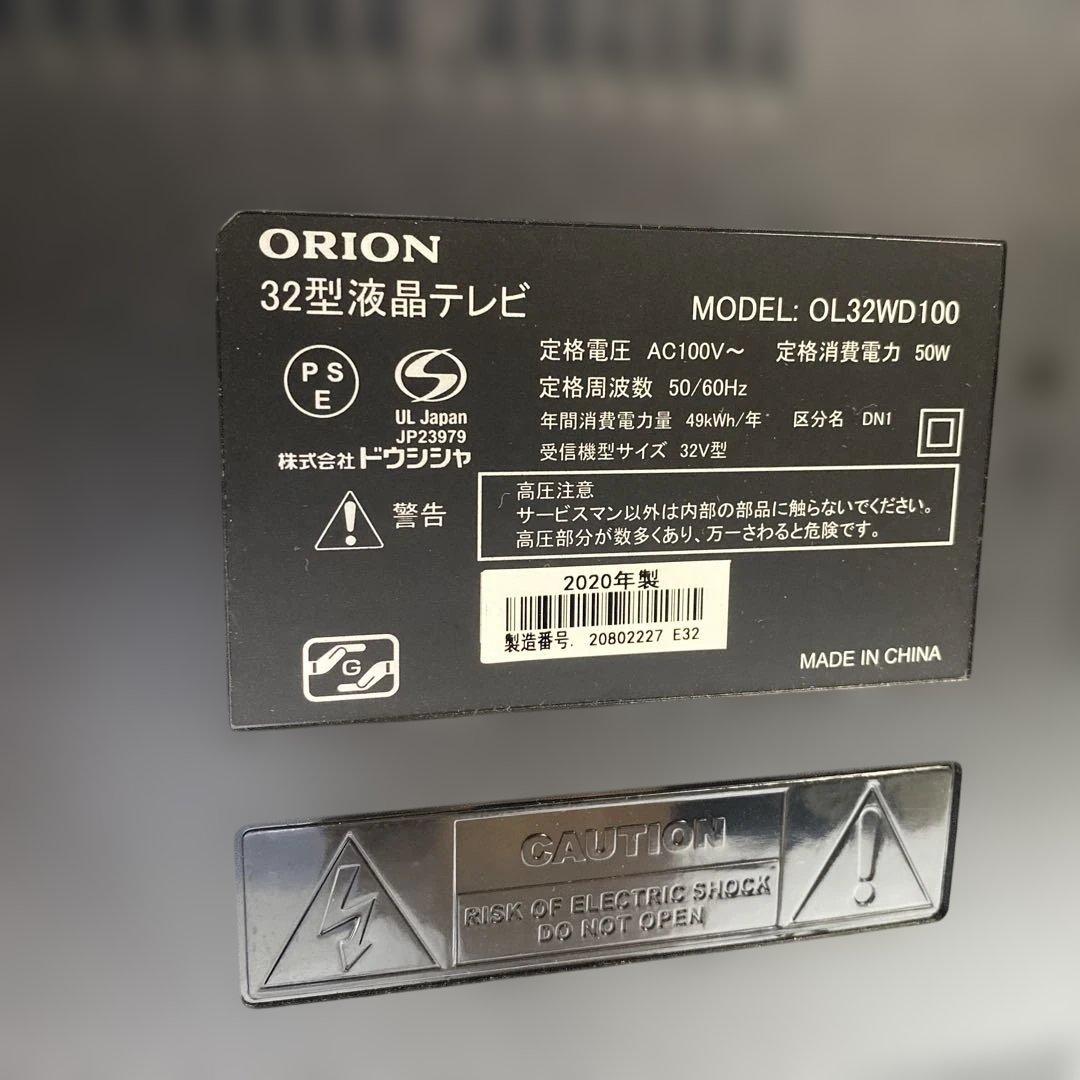 ORION
32型液晶テレビ
MODEL: OL32WD100
PSE
UL Japan
JP23979
株式会社ドウシシャ
定格電圧 AC100V～ 定格消費電力 50W
定格周波数 50/60Hz
年間消費電力量 49kWh/年 区分名 DN1
受信機型サイズ 32V型
警告
高圧注意
サービスマン以外は内部の部品に触らないでください。
高圧部分が数多くあり、万一さわると危険です。
2020年製
製造番号. 20802227 E32
G
MADE IN CHINA
CAUTION
RISK OF ELECTRIC SHOCK
DO NOT OPEN